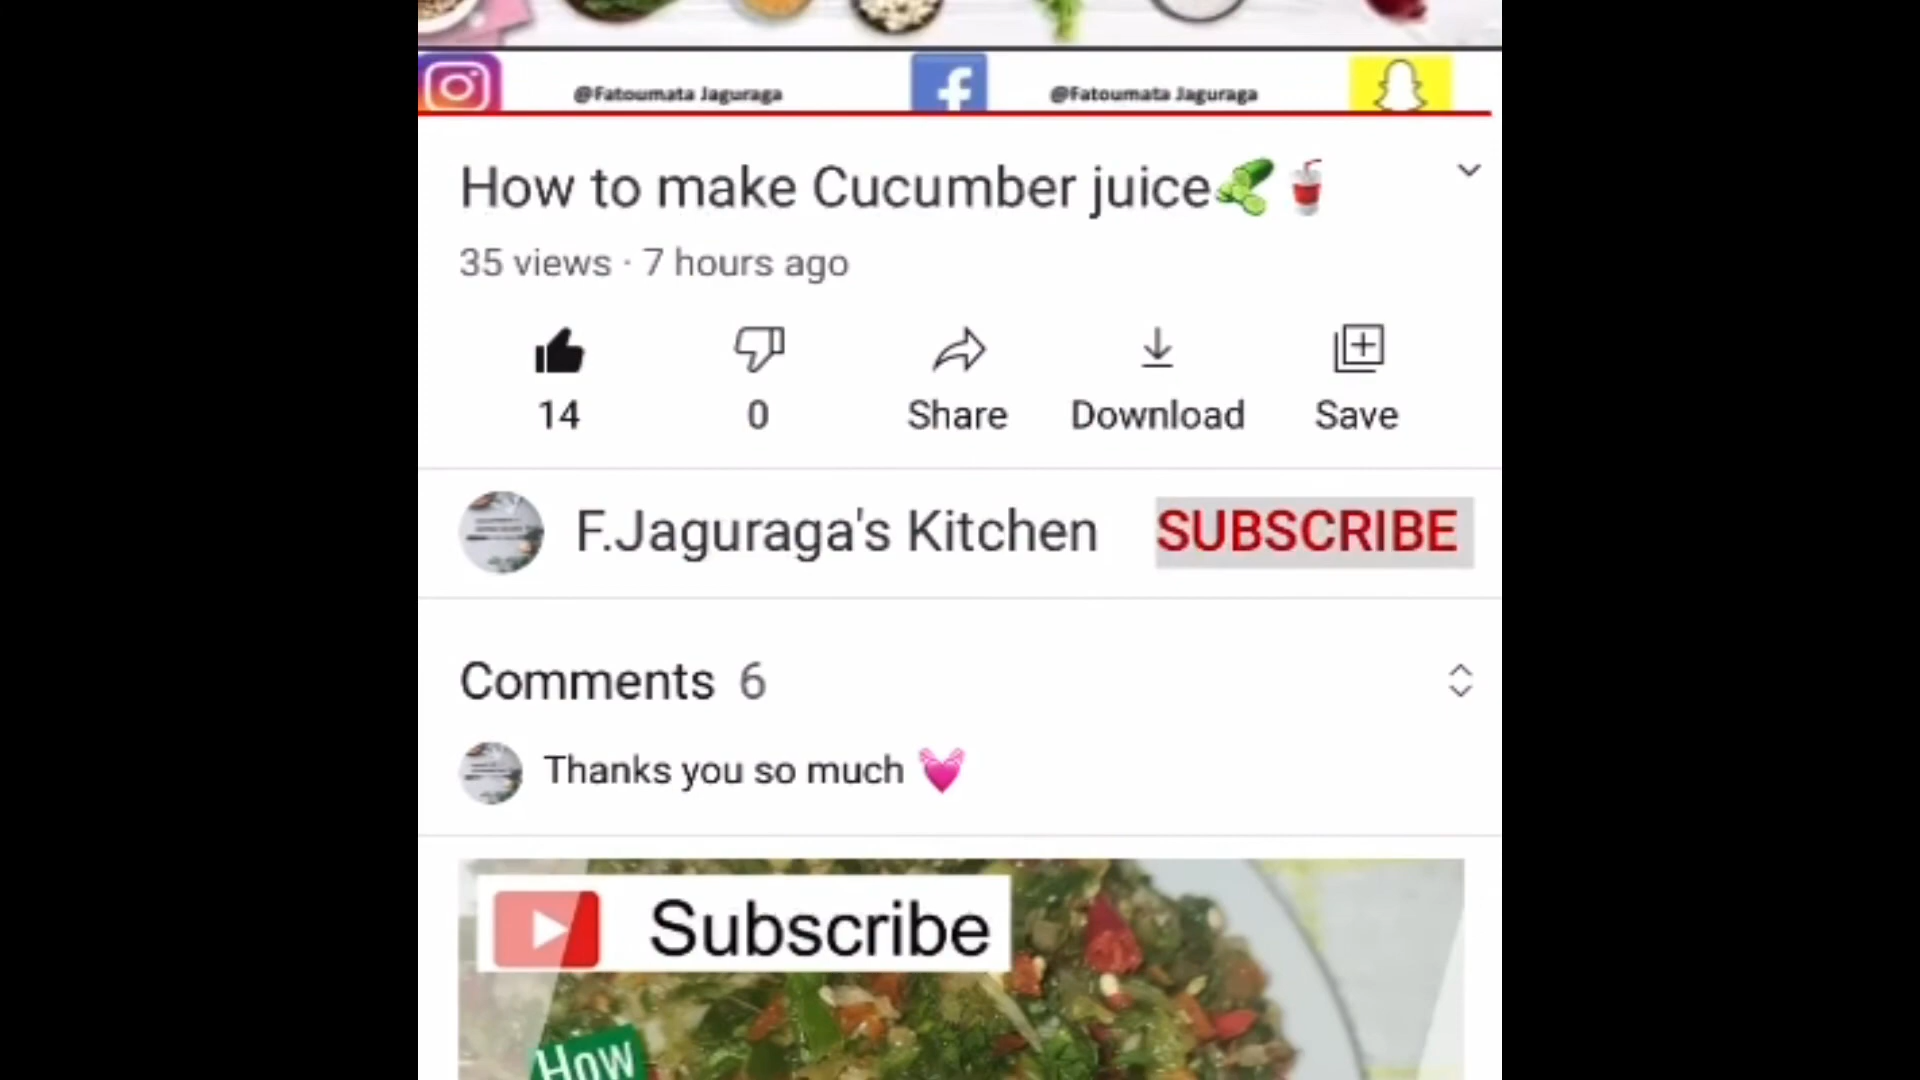 @Fatoumata Jaguraga @Fatoumata Jaguraga
How to make Cucumber juice🥒🥤
35 views · 7 hours ago
14 0 Share Download Save
F.Jaguraga's Kitchen SUBSCRIBE
Comments 6
Thanks you so much 💓
Subscribe
How